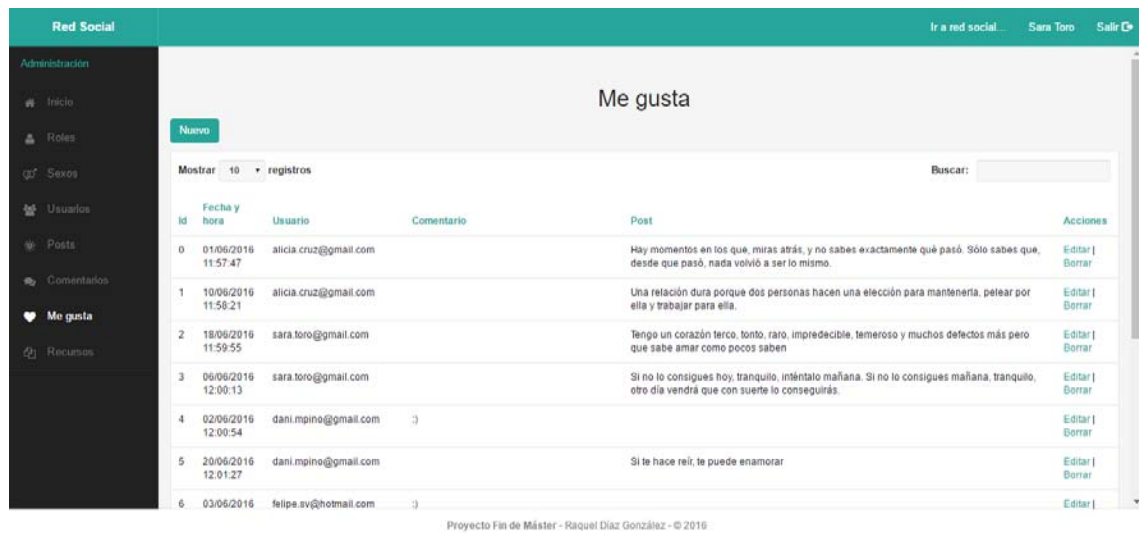 Red Social
Ir a red social... Sara Toro Salir
Administración
Inicio
Roles
Sexos
Usuarios
Posts
Comentarios
Me gusta
Recursos
Me gusta
Nuevo
Mostrar 10 registros Buscar:
Id Fecha y hora Usuario Comentario Post Acciones
0 01/06/2016 alicia.cruz@gmail.com Hay momentos en los que, miras atrás, y no sabes exactamente qué pasó. Sólo sabes que, Editar |
11:57:47 desde que pasó, nada volvió a ser lo mismo. Borrar
1 10/06/2016 alicia.cruz@gmail.com Una relación dura porque dos personas hacen una elección para mantenerla, pelear por Editar |
11:58:21 ella y trabajar para ella. Borrar
2 18/06/2016 sara.toro@gmail.com Tengo un corazón terco, tonto, raro, impredecible, temeroso y muchos defectos más pero Editar |
11:59:55 que sabe amar como pocos saben Borrar
3 06/06/2016 sara.toro@gmail.com Si no lo consigues hoy, tranquilo, inténtalo mañana. Si no lo consigues mañana, tranquilo, Editar |
12:00:13 otro día vendrá que con suerte lo conseguirás. Borrar
4 02/06/2016 dani.mpino@gmail.com :) Editar |
12:00:54 Borrar
5 20/06/2016 dani.mpino@gmail.com Si te hace reír, te puede enamorar Editar |
12:01:27 Borrar
6 03/06/2016 felipe.sv@hotmail.com :) Editar |
Proyecto Fin de Máster - Raquel Díaz González - © 2016